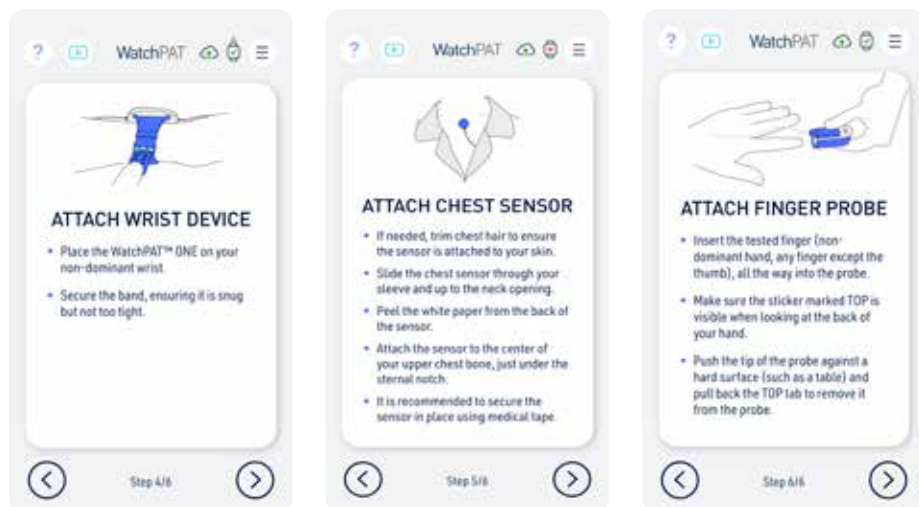 ?
WatchPAT
ATTACH WRIST DEVICE
• Place the WatchPAT™ ONE on your
non-dominant wrist.
• Secure the band, ensuring it is snug
but not too tight.
Step 4/6
?
WatchPAT
ATTACH CHEST SENSOR
• If needed, trim chest hair to ensure
the sensor is attached to your skin.
• Slide the chest sensor through your
sleeve and up to the neck opening.
• Peel the white paper from the back of
the sensor.
• Attach the sensor to the center of
your upper chest bone, just under the
sternal notch.
• It is recommended to secure the
sensor in place using medical tape
Step 5/6
?
WatchPAT
ATTACH FINGER PROBE
• Insert the tested finger (non-
dominant hand, any finger except the
thumb), all the way into the probe.
• Make sure the sticker marked TOP is
visible when looking at the back of
your hand.
• Push the tip of the probe against a
hard surface (such as a table) and
pull back the TOP tab to remove it
from the probe.
Step 6/6